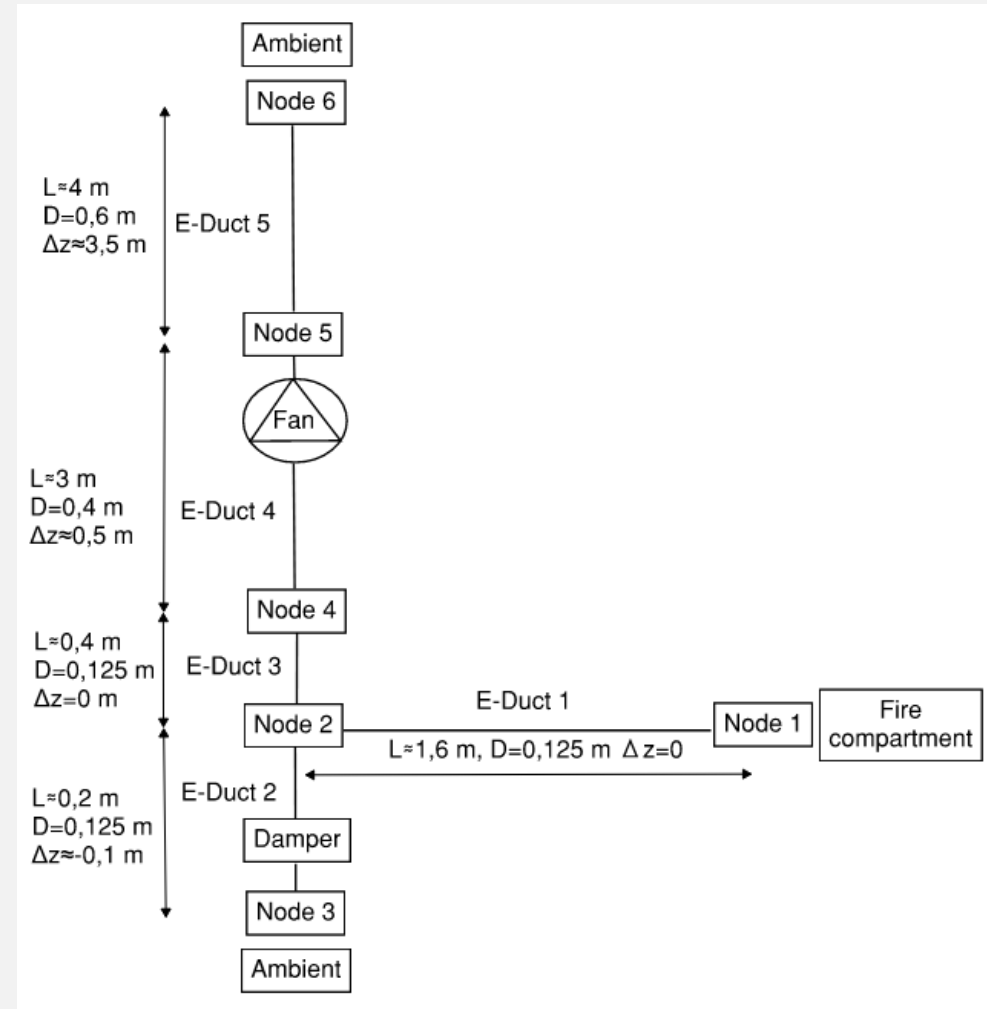 Ambient
Node 6
L≈4 m
D=0,6 m
Δz≈3,5 m
E-Duct 5
Node 5
Fan
L≈3 m
D=0,4 m
Δz≈0,5 m
E-Duct 4
Node 4
L≈0,4 m
D=0,125 m
Δz=0 m
E-Duct 3
Node 2
E-Duct 1
L≈1,6 m, D=0,125 m Δz=0
Node 1
Fire
compartment
L≈0,2 m
D=0,125 m
Δz≈-0,1 m
E-Duct 2
Damper
Node 3
Ambient